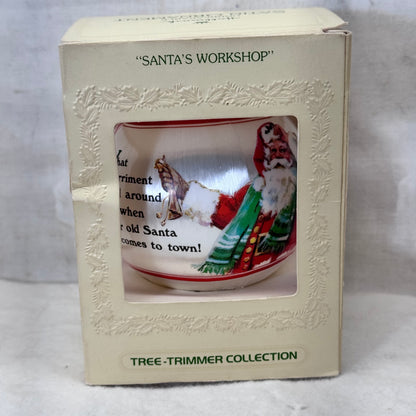 "SANTA'S WORKSHOP"
hat
rriment
around
when
r old Santa
comes to town!
TREE-TRIMMER COLLECTION